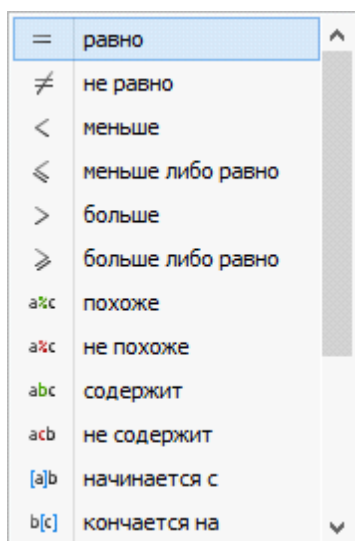 = равно
≠ не равно
< меньше
⩽ меньше либо равно
> больше
⩾ больше либо равно
a%c похоже
a%c не похоже
abc содержит
acb не содержит
[a]b начинается с
b[c] кончается на